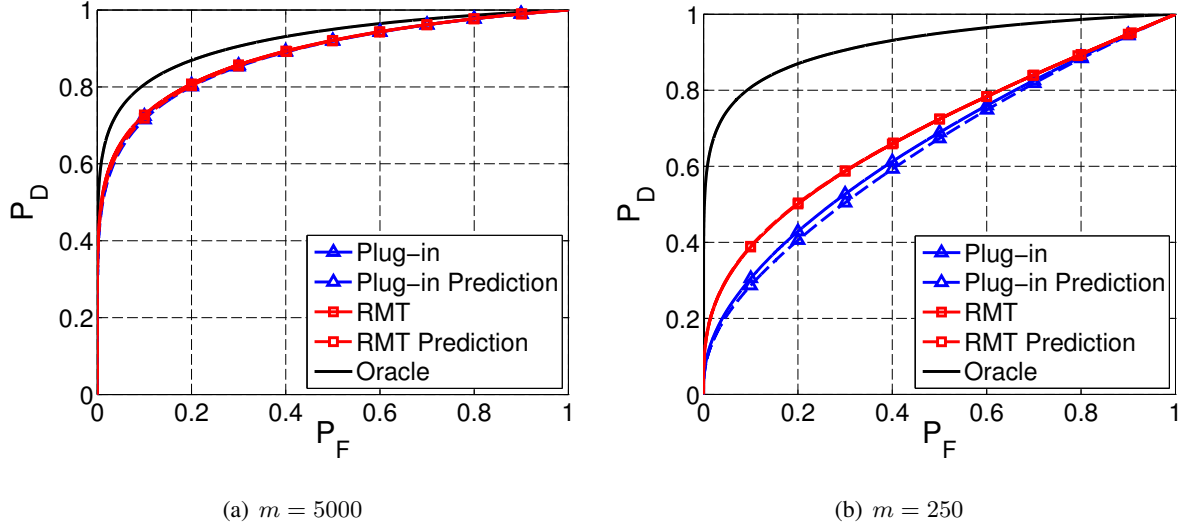 1
0.8
0.6
0.4
0.2
0
P_D
0 0.2 0.4 0.6 0.8 1
P_F
Plug-in
Plug-in Prediction
RMT
RMT Prediction
Oracle
(a) m = 5000
1
0.8
0.6
0.4
0.2
0
P_D
0 0.2 0.4 0.6 0.8 1
P_F
Plug-in
Plug-in Prediction
RMT
RMT Prediction
Oracle
(b) m = 250